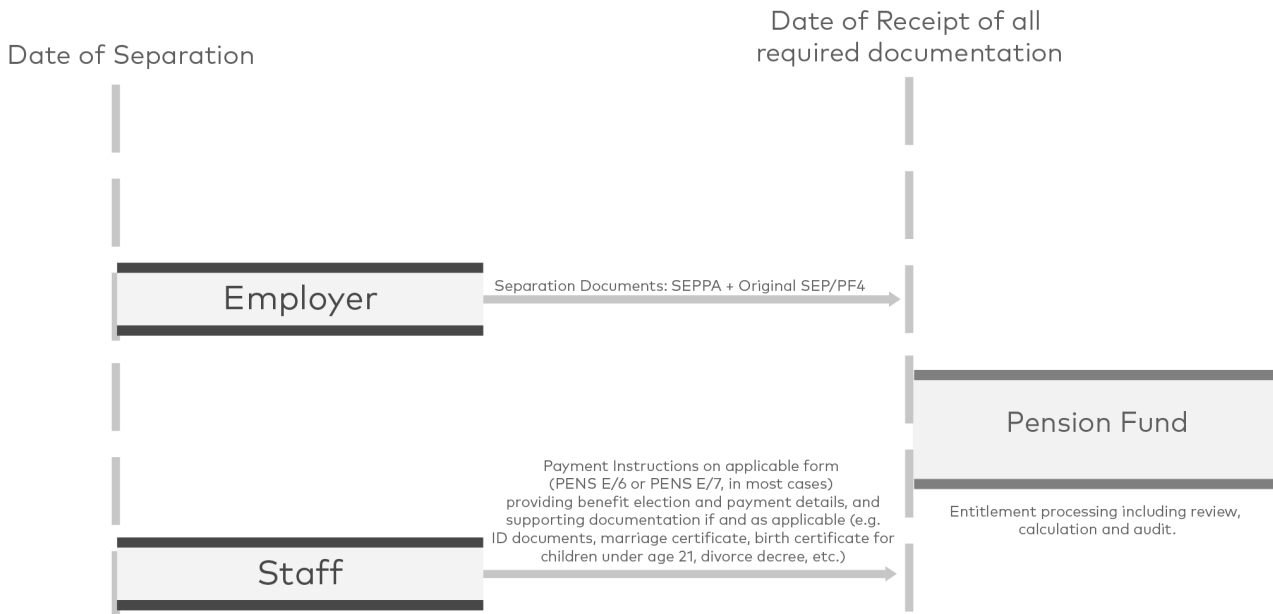 Date of Separation
Date of Receipt of all
required documentation
Employer
Separation Documents: SEPPA + Original SEP/PF4
Pension Fund
Entitlement processing including review,
calculation and audit.
Payment Instructions on applicable form
(PENS E/6 or PENS E/7, in most cases)
providing benefit election and payment details, and
supporting documentation if and as applicable (e.g.
ID documents, marriage certificate, birth certificate for
children under age 21, divorce decree, etc.)
Staff